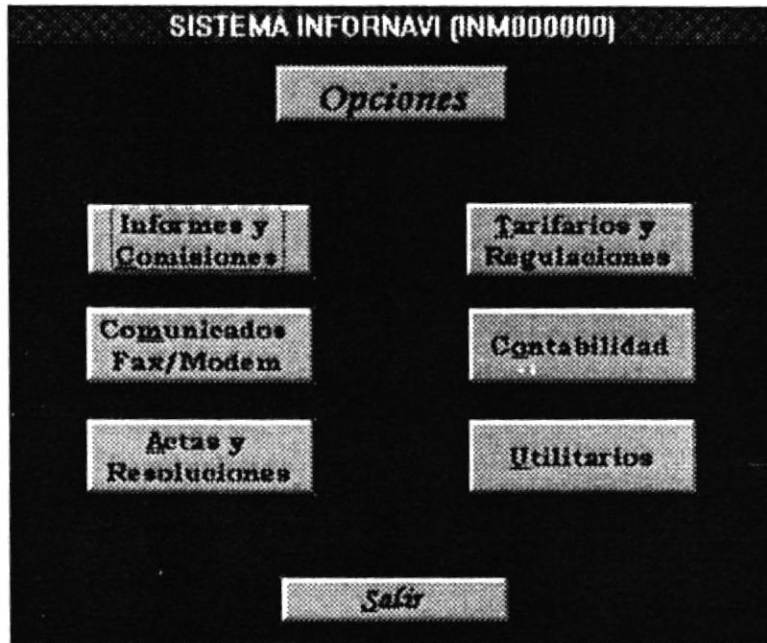 SISTEMA INFORNAVI (INM000000)
Opciones
Informes y
Comisiones
Tarifarios y
Regulaciones
Comunicados
Fax/Modem
Contabilidad
Actas y
Resoluciones
Utilitarios
Salir